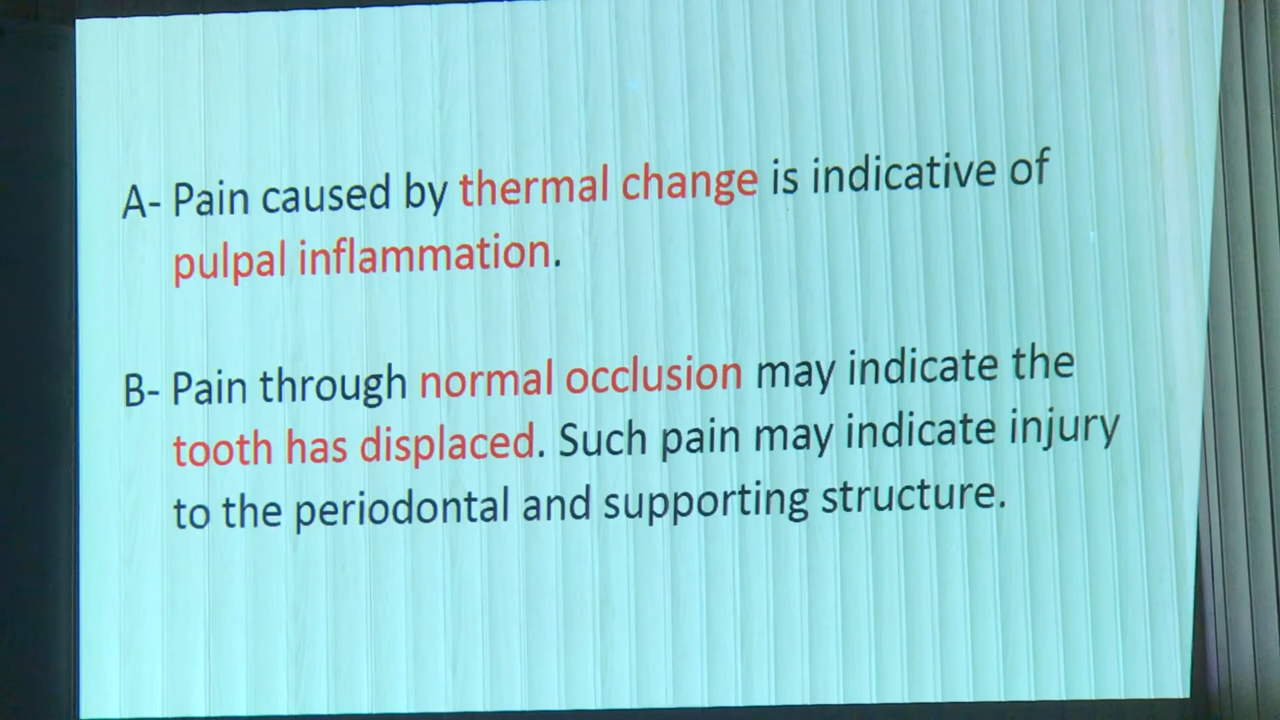 A- Pain caused by thermal change is indicative of
pulpal inflammation.
B- Pain through normal occlusion may indicate the
tooth has displaced. Such pain may indicate injury
to the periodontal and supporting structure.